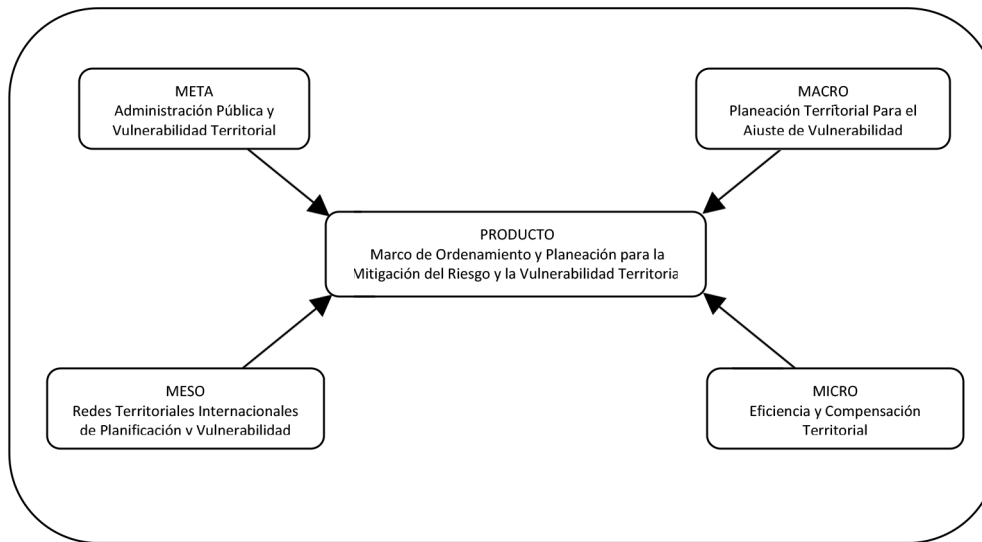 META
Administración Pública y
Vulnerabilidad Territorial
MACRO
Planeación Territorial Para el
Ajuste de Vulnerabilidad
PRODUCTO
Marco de Ordenamiento y Planeación para la
Mitigación del Riesgo y la Vulnerabilidad Territoria
MESO
Redes Territoriales Internacionales
de Planificación y Vulnerabilidad
MICRO
Eficiencia y Compensación
Territorial